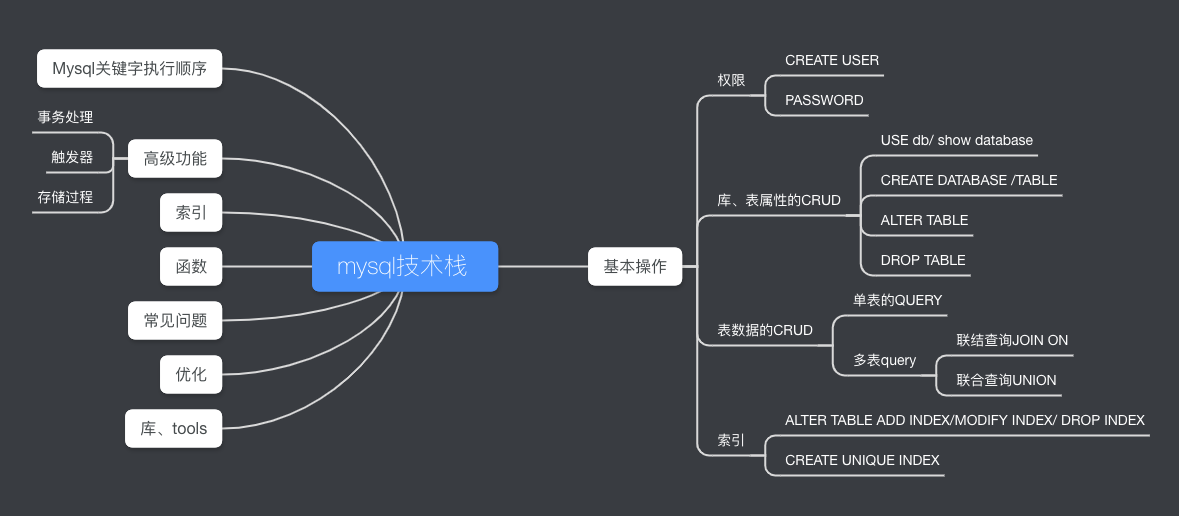 Mysql关键字执行顺序
事务处理
触发器
存储过程
高级功能
索引
函数
常见问题
优化
库、tools
mysql技术栈
基本操作
权限
CREATE USER
PASSWORD
库、表属性的CRUD
USE db/ show database
CREATE DATABASE /TABLE
ALTER TABLE
DROP TABLE
表数据的CRUD
单表的QUERY
多表query
联结查询JOIN ON
联合查询UNION
索引
ALTER TABLE ADD INDEX/MODIFY INDEX/ DROP INDEX
CREATE UNIQUE INDEX